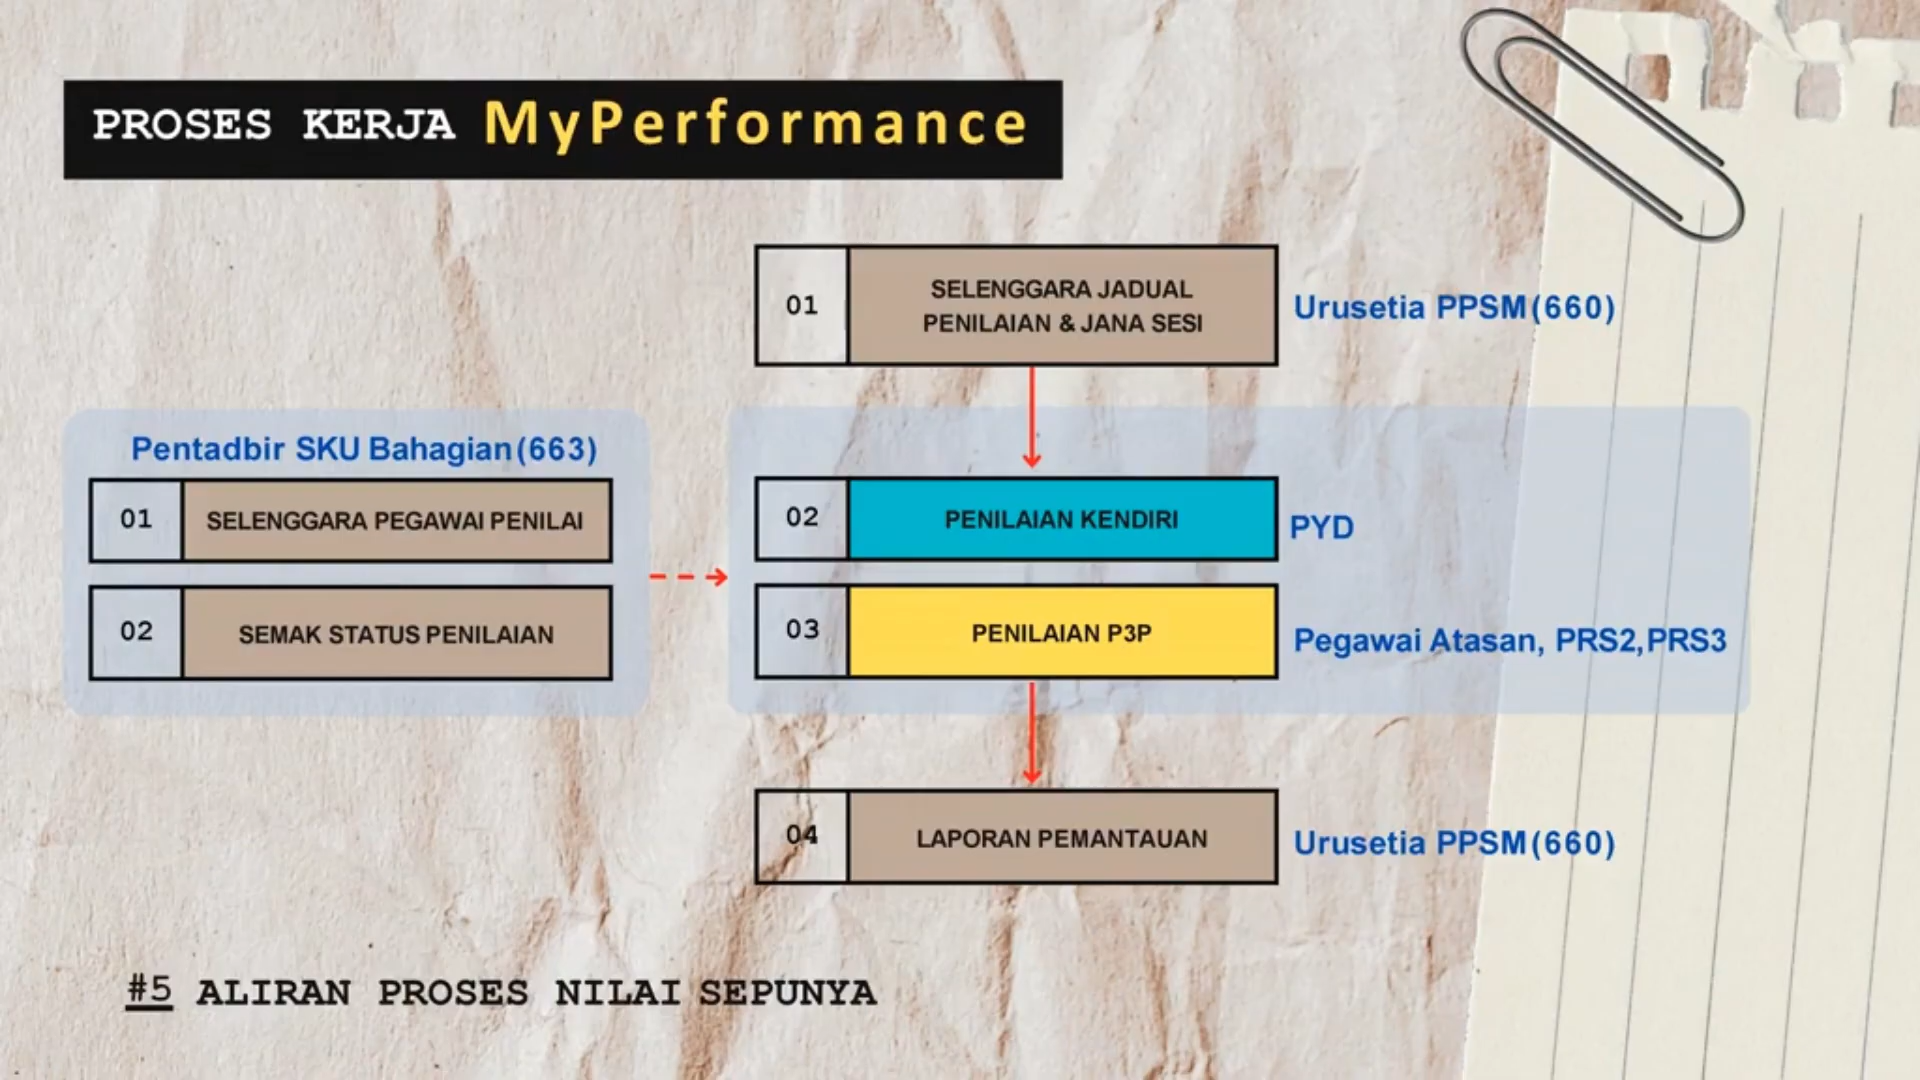 PROSES KERJA MyPerformance
01
SELENGGARA JADUAL
PENILAIAN & JANA SESI
Urusetia PPSM(660)
Pentadbir SKU Bahagian(663)
01
SELENGGARA PEGAWAI PENILAI
02
SEMAK STATUS PENILAIAN
02
PENILAIAN KENDIRI
PYD
03
PENILAIAN P3P
Pegawai Atasan, PRS2,PRS3
04
LAPORAN PEMANTAUAN
Urusetia PPSM(660)
#5 ALIRAN PROSES NILAI SEPUNYA